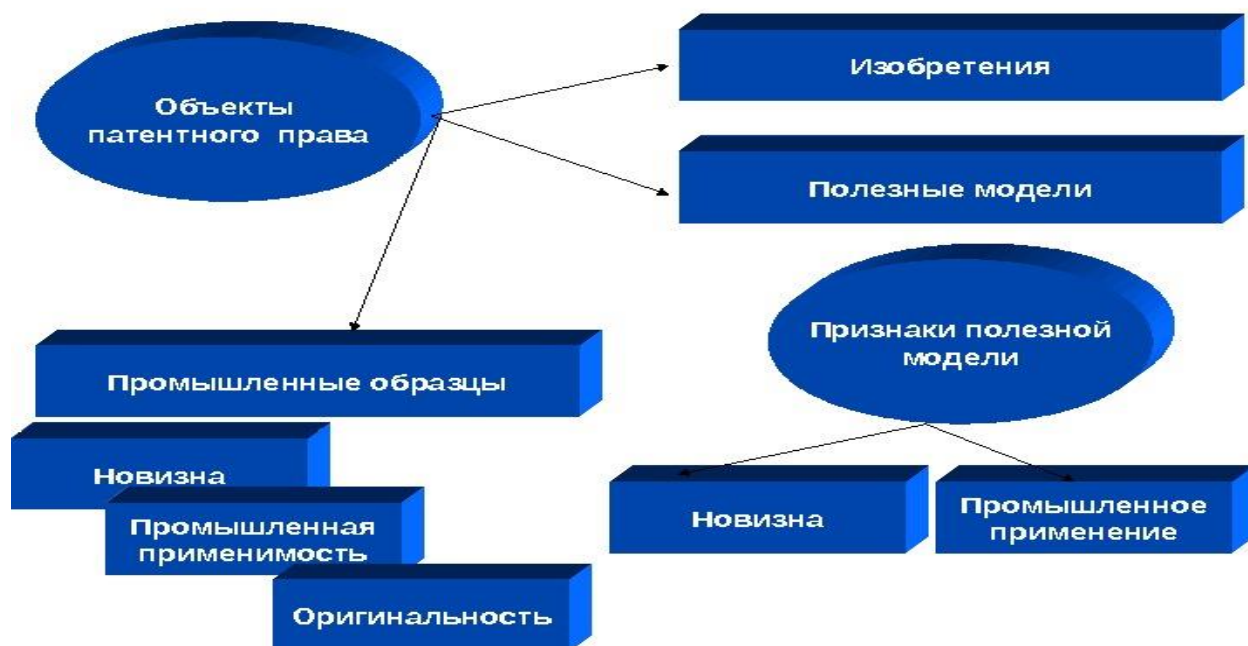 Объекты
патентного права
Изобретения
Полезные модели
Признаки полезной
модели
Промышленные образцы
Новизна
Промышленная
применимость
Оригинальность
Новизна
Промышленное
применение